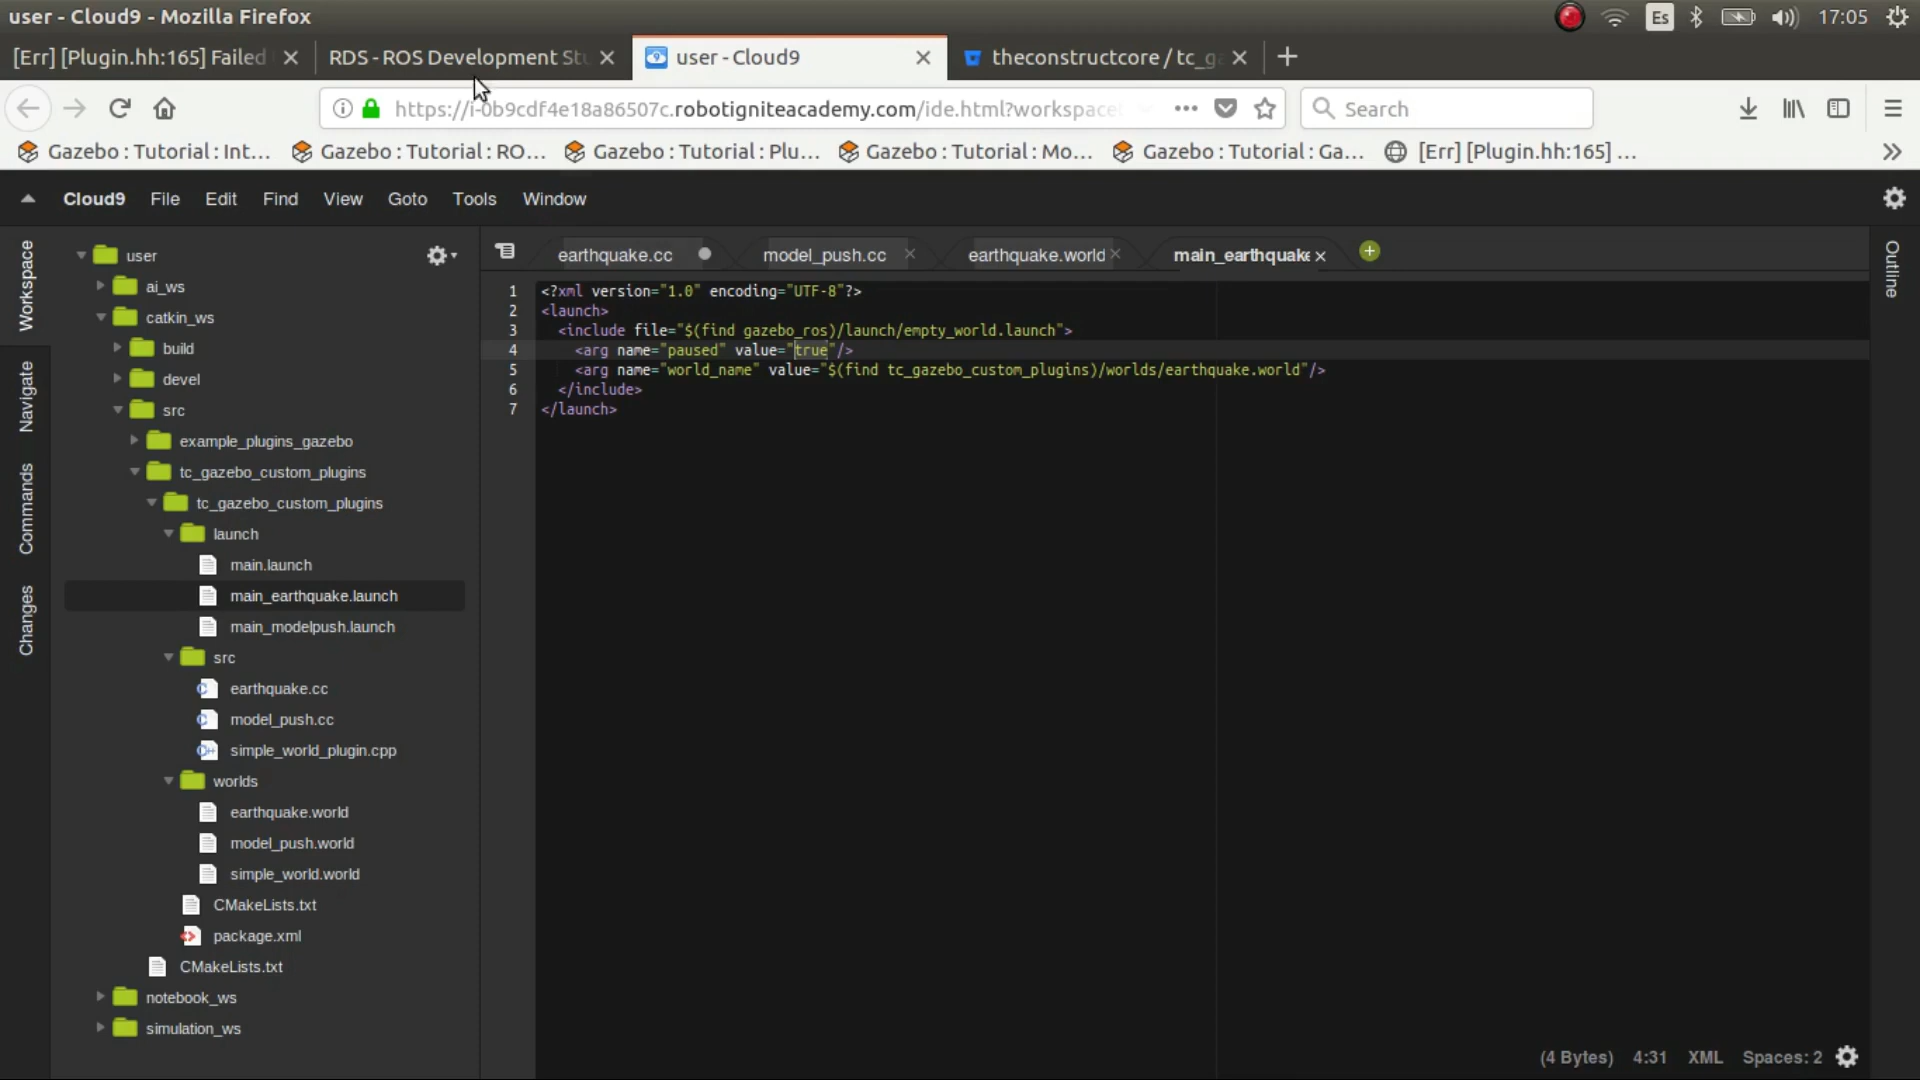 user - Cloud9 - Mozilla Firefox
Es
17:05
[Err] [Plugin.hh:165] Failed
RDS - ROS Development Stu
user - Cloud9
theconstructcore / tc_ga
https://i-0b9cdf4e18a86507c.robotigniteacademy.com/ide.html?workspace
Search
Gazebo : Tutorial : Int...
Gazebo : Tutorial : RO...
Gazebo : Tutorial : Plu...
Gazebo : Tutorial : Mo...
Gazebo : Tutorial : Ga...
[Err] [Plugin.hh:165] ...
Cloud9 File Edit Find View Goto Tools Window
Workspace
Navigate
Commands
Changes
user
ai_ws
catkin_ws
build
devel
src
example_plugins_gazebo
tc_gazebo_custom_plugins
tc_gazebo_custom_plugins
launch
main.launch
main_earthquake.launch
main_modelpush.launch
src
earthquake.cc
model_push.cc
simple_world_plugin.cpp
worlds
earthquake.world
model_push.world
simple_world.world
CMakeLists.txt
package.xml
CMakeLists.txt
notebook_ws
simulation_ws
earthquake.cc
model_push.cc
earthquake.world
main_earthquake
1 <?xml version="1.0" encoding="UTF-8"?>
2 <launch>
3 <include file="$(find gazebo_ros)/launch/empty_world.launch">
4 <arg name="paused" value="true"/>
5 <arg name="world_name" value="$(find tc_gazebo_custom_plugins)/worlds/earthquake.world"/>
6 </include>
7 </launch>
Outline
(4 Bytes) 4:31 XML Spaces: 2